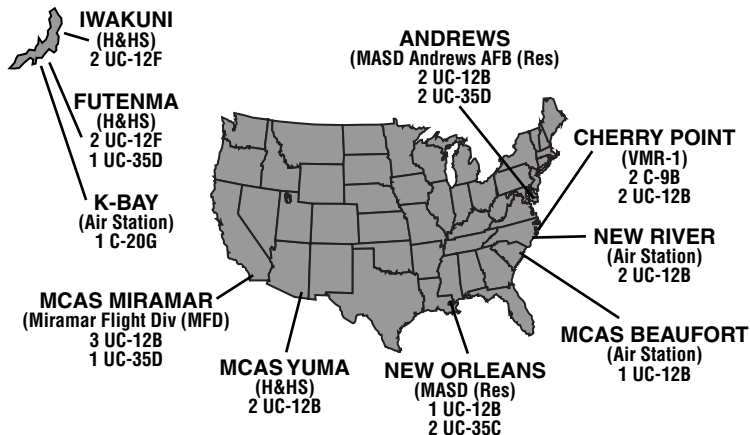 IWAKUNI
(H&HS)
2 UC-12F
FUTENMA
(H&HS)
2 UC-12F
1 UC-35D
K-BAY
(Air Station)
1 C-20G
MCAS MIRAMAR
(Miramar Flight Div (MFD)
3 UC-12B
1 UC-35D
MCAS YUMA
(H&HS)
2 UC-12B
NEW ORLEANS
(MASD (Res)
1 UC-12B
2 UC-35C
ANDREWS
(MASD Andrews AFB (Res)
2 UC-12B
2 UC-35D
CHERRY POINT
(VMR-1)
2 C-9B
2 UC-12B
NEW RIVER
(Air Station)
2 UC-12B
MCAS BEAUFORT
(Air Station)
1 UC-12B